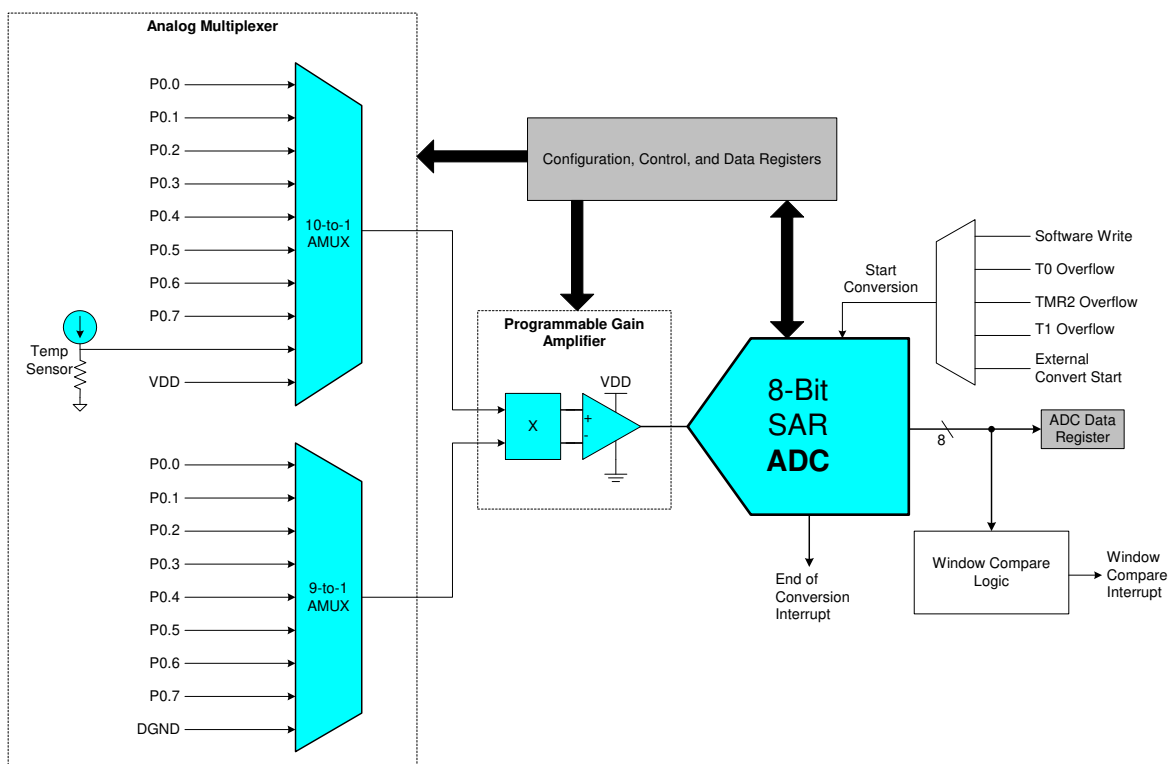 Analog Multiplexer
P0.0
P0.1
P0.2
P0.3
P0.4
P0.5
P0.6
P0.7
Temp
Sensor
VDD
10-to-1
AMUX
P0.0
P0.1
P0.2
P0.3
P0.4
P0.5
P0.6
P0.7
DGND
9-to-1
AMUX
Configuration, Control, and Data Registers
Programmable Gain
Amplifier
VDD
X
+
-
Start
Conversion
Software Write
T0 Overflow
TMR2 Overflow
T1 Overflow
External
Convert Start
8-Bit
SAR
ADC
8
ADC Data
Register
End of
Conversion
Interrupt
Window Compare
Logic
Window
Compare
Interrupt